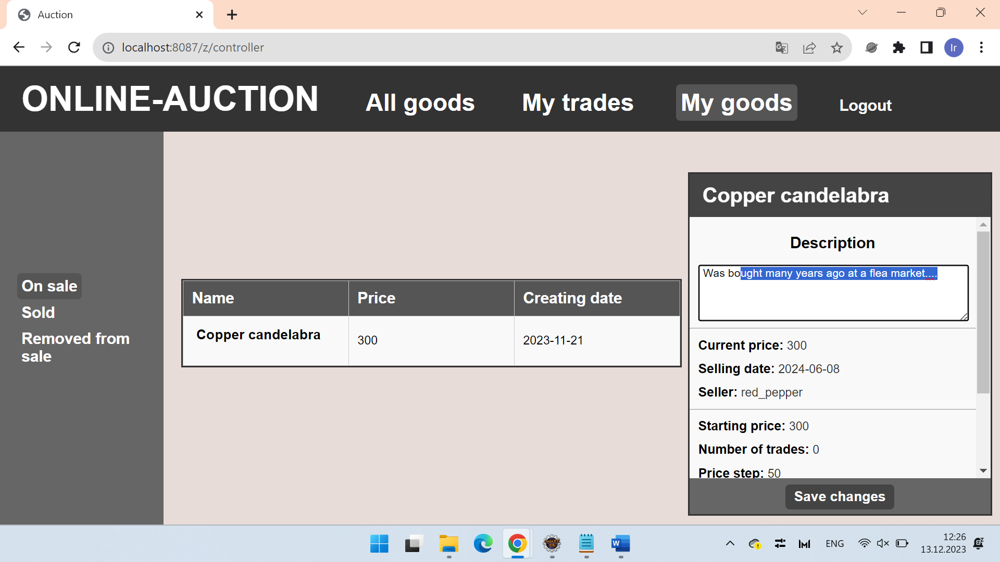 Auction
localhost:8087/z/controller
Ir
ONLINE-AUCTION All goods My trades My goods Logout
On sale
Sold
Removed from
sale
Name Price Creating date
Copper candelabra 300 2023-11-21
Copper candelabra
Description
Was bought many years ago at a flea market....
Current price: 300
Selling date: 2024-06-08
Seller: red_pepper
Starting price: 300
Number of trades: 0
Price step: 50
Save changes
ENG
12:26
13.12.2023